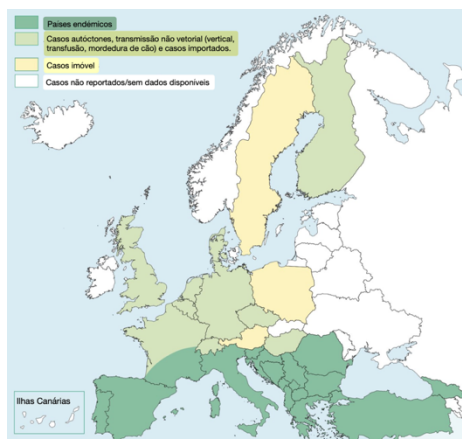 Países endémicos
Casos autóctones, transmissão não vetorial (vertical,
transfusão, mordedura de cão) e casos importados.
Casos imóvel
Casos não reportados/sem dados disponíveis
Ilhas Canárias